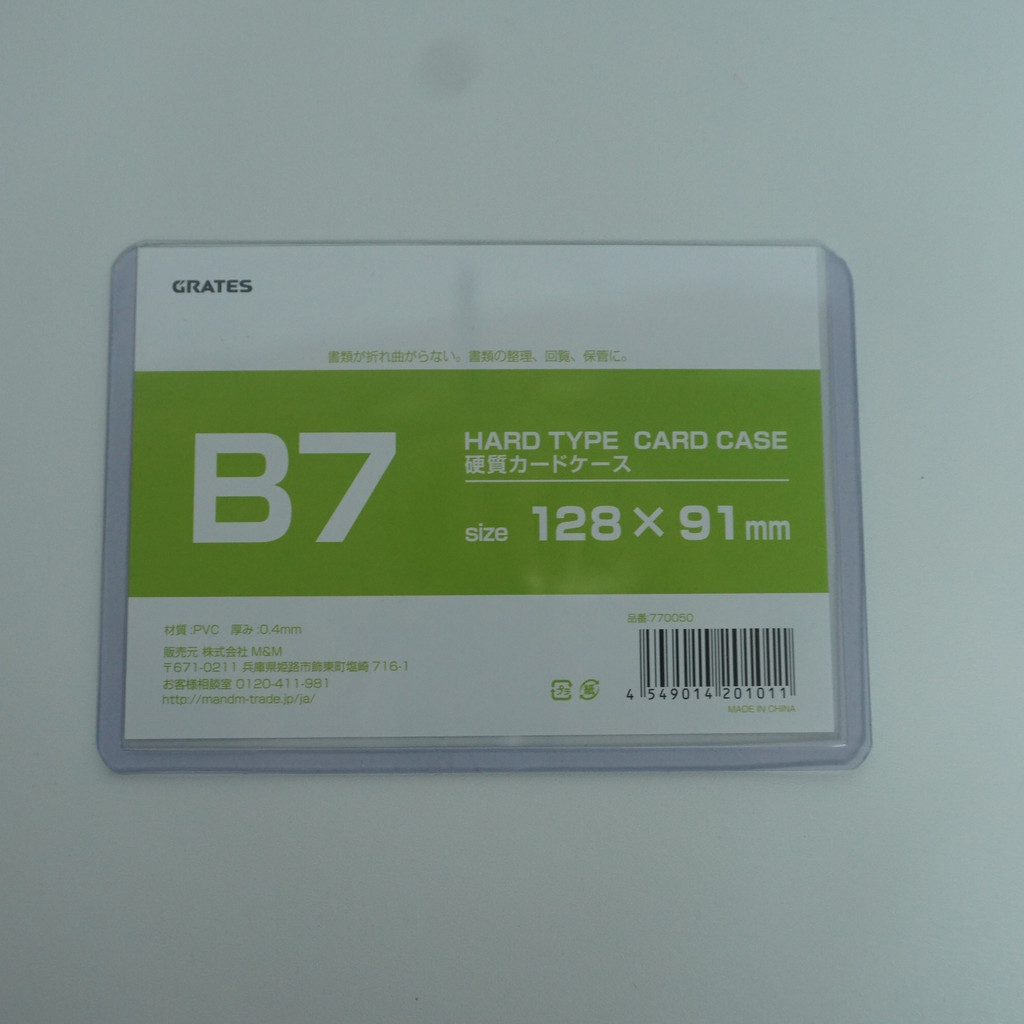 GRATES
書類が折れ曲がらない。書類の整理、回覧、保管に。
B7
HARD TYPE CARD CASE
硬質カードケース
size 128×91mm
材質:PVC 厚み:0.4mm
販売元 株式会社 M&M
〒671-0211 兵庫県姫路市飾東町塩崎 716-1
お客様相談室 0120-411-981
http://mandm-trade.jp/ja/
プラ 紙
品番:770050
4 549014 201011
MADE IN CHINA